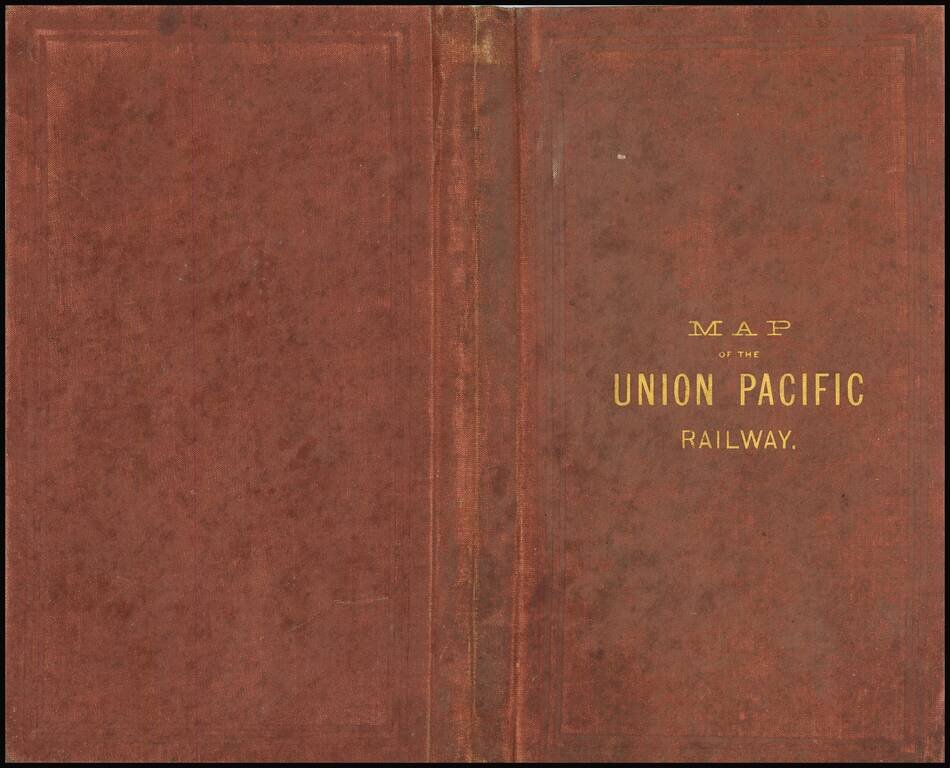 MAP
OF THE
UNION PACIFIC
RAILWAY.